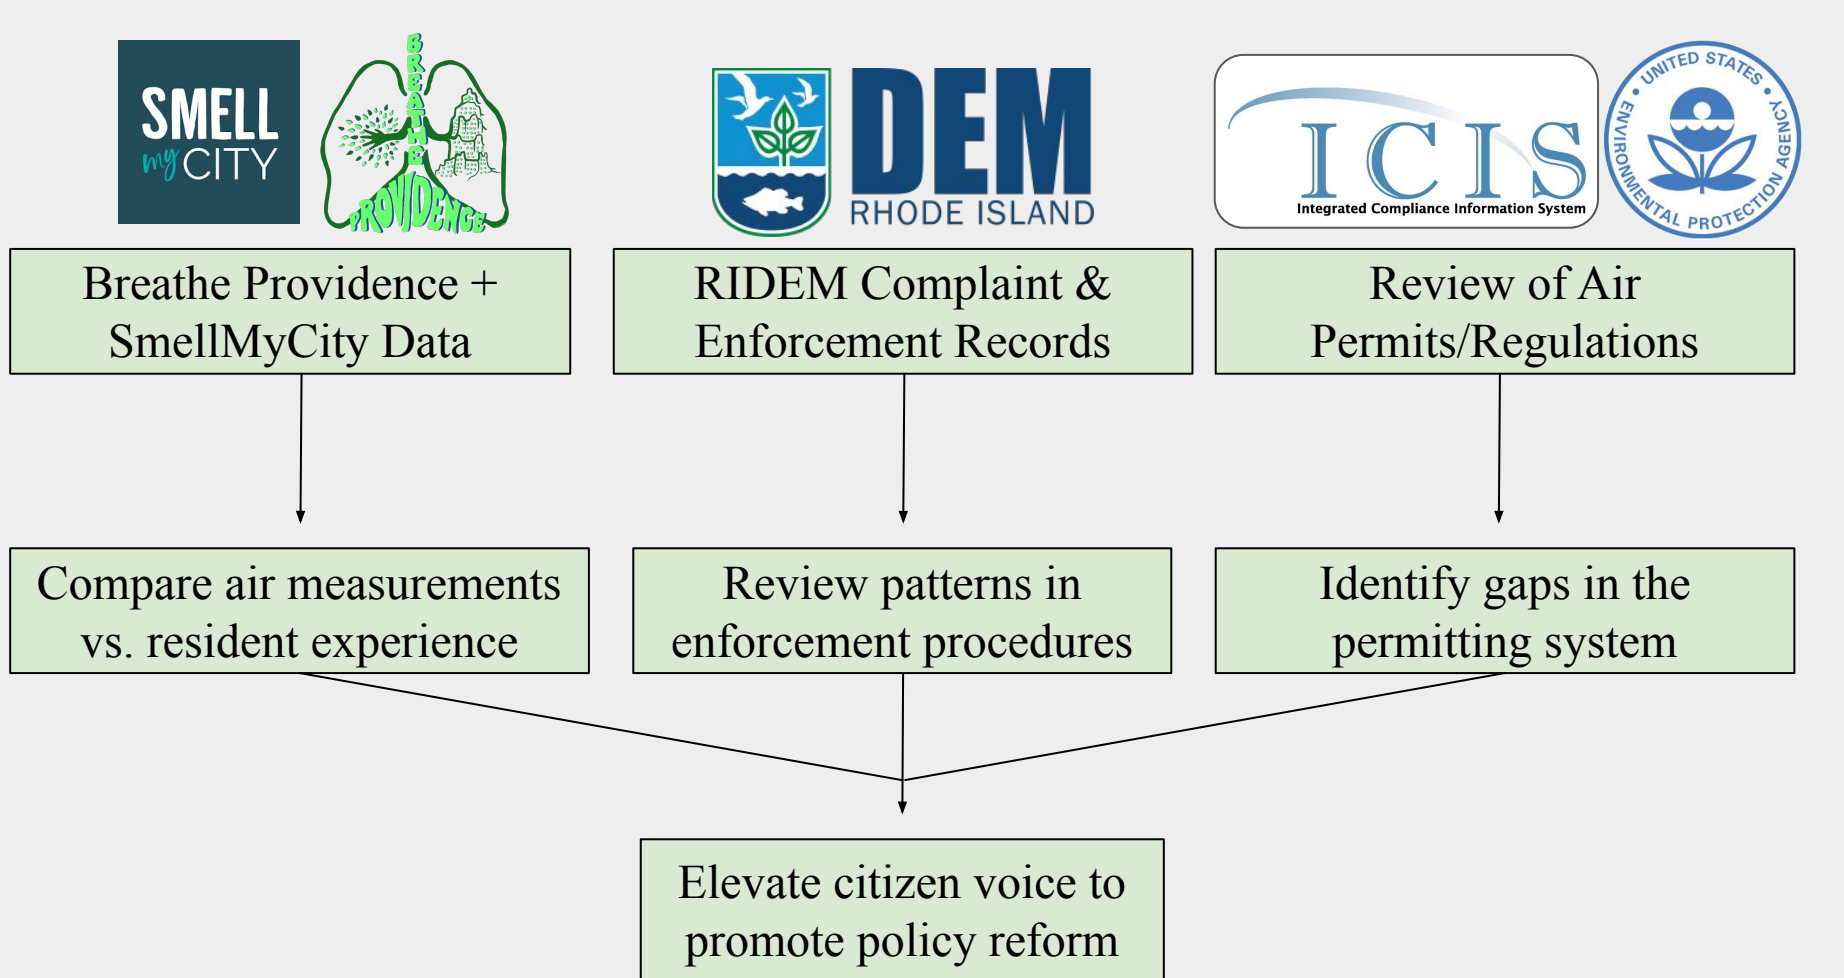 SMELL
my CITY
BREATHE
PROVIDENCE
DEM
RHODE ISLAND
ICIS
Integrated Compliance Information System
UNITED STATES
ENVIRONMENTAL PROTECTION AGENCY
Breathe Providence +
SmellMyCity Data
RIDEM Complaint &
Enforcement Records
Review of Air
Permits/Regulations
Compare air measurements
vs. resident experience
Review patterns in
enforcement procedures
Identify gaps in the
permitting system
Elevate citizen voice to
promote policy reform